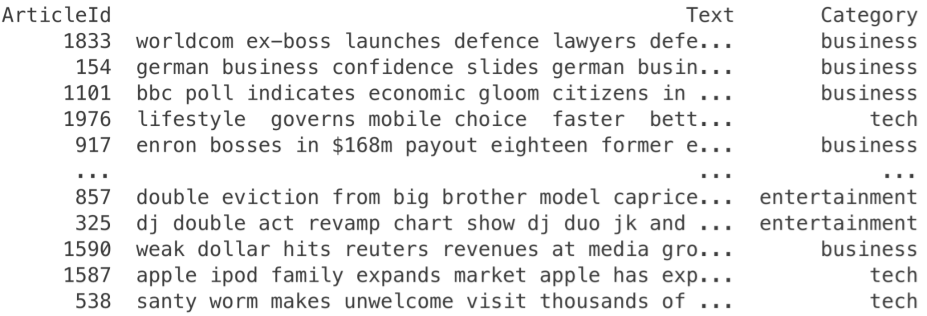 ArticleId Text Category
1833 worldcom ex-boss launches defence lawyers defe... business
154 german business confidence slides german busin... business
1101 bbc poll indicates economic gloom citizens in ... business
1976 lifestyle  governs mobile choice  faster  bett... tech
917 enron bosses in $168m payout eighteen former e... business
... ... ...
857 double eviction from big brother model caprice... entertainment
325 dj double act revamp chart show dj duo jk and ... entertainment
1590 weak dollar hits reuters revenues at media gro... business
1587 apple ipod family expands market apple has exp... tech
538 santy worm makes unwelcome visit thousands of ... tech